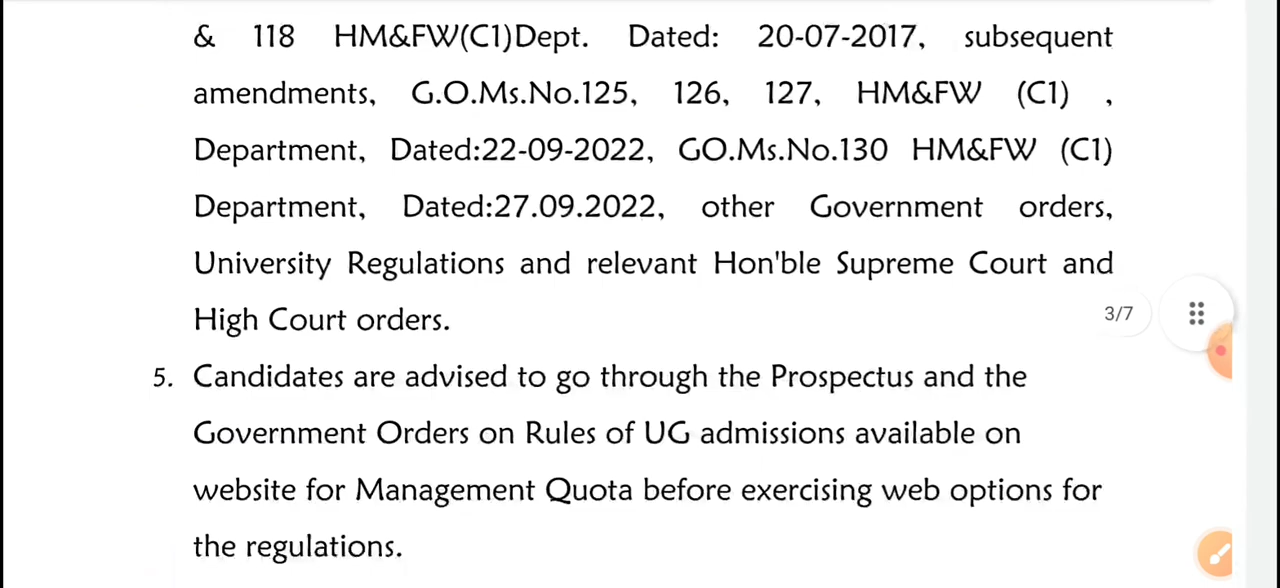 & 118 HM&FW(C1)Dept. Dated: 20-07-2017, subsequent
amendments, G.O.Ms.No.125, 126, 127, HM&FW (C1) ,
Department, Dated:22-09-2022, GO.Ms.No.130 HM&FW (C1)
Department, Dated:27.09.2022, other Government orders,
University Regulations and relevant Hon'ble Supreme Court and
High Court orders.
3/7
5. Candidates are advised to go through the Prospectus and the
Government Orders on Rules of UG admissions available on
website for Management Quota before exercising web options for
the regulations.